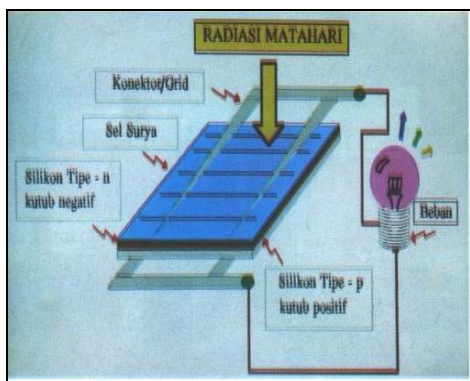 RADIASI MATAHARI
Konektor/Grid
Sel Surya
Silikon Tipe = n
kutub negatif
Beban
Silikon Tipe = p
kutub positif